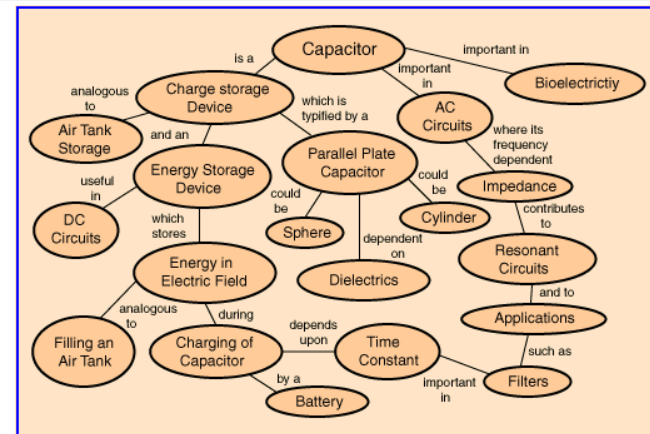 Capacitor
important in
is a
important
in
Bioelectrictiy
Charge storage
Device
analogous
to
which is
typified by a
AC
Circuits
Air Tank
Storage
and an
where its
frequency
dependent
Parallel Plate
Capacitor
Energy Storage
Device
useful
in
could
be
could
be
Impedance
DC
Circuits
which
stores
Sphere
Cylinder
contributes
to
dependent
on
Resonant
Circuits
Energy in
Electric Field
Dielectrics
and to
analogous
to
during
Applications
Filling an
Air Tank
Charging of
Capacitor
depends
upon
Time
Constant
such as
by a
important
in
Filters
Battery